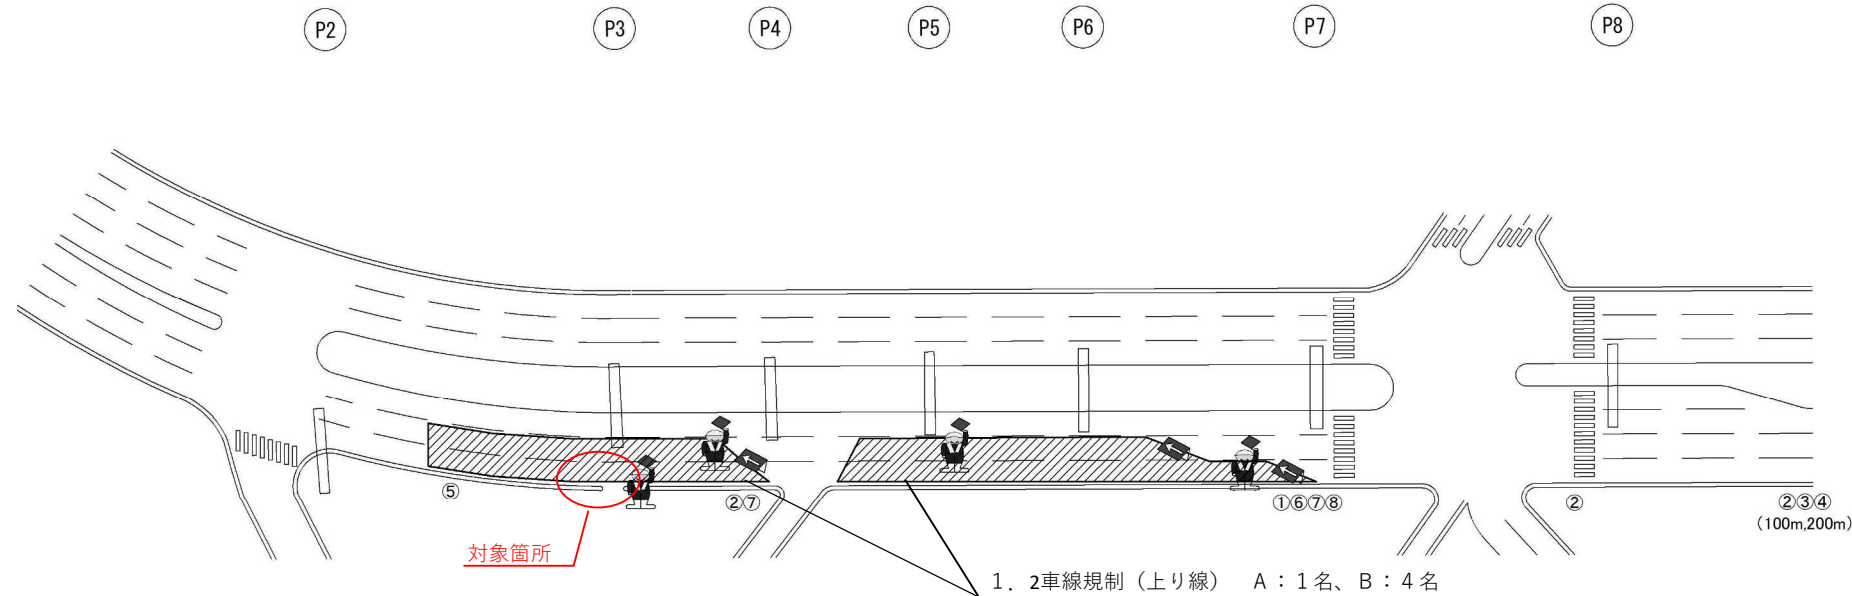 P2 P3 P4 P5 P6 P7 P8
⑤ ②⑦ ①⑥⑦⑧ ② ②③④
(100m,200m)
対象箇所
1．2車線規制（上り線）　A：1名、B：4名